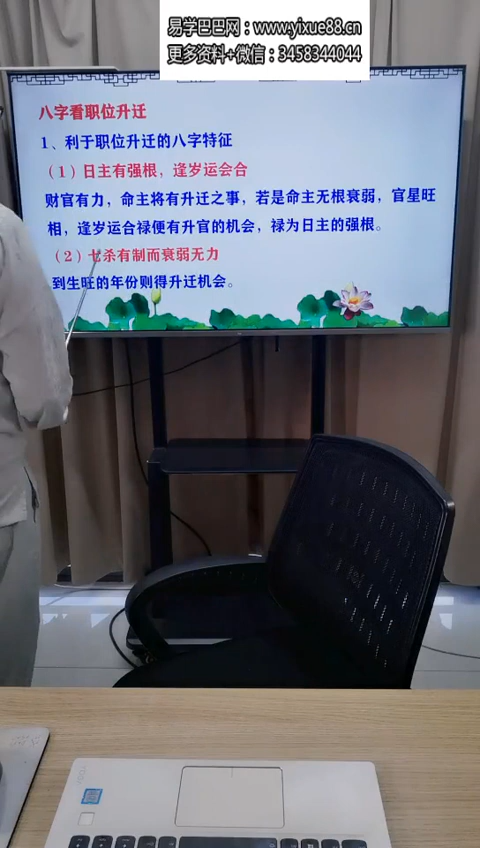 易学巴巴网：www.yixue88.cn
更多资料+微信：3458344044
八字看职位升迁
1、利于职位升迁的八字特征
（1）日主有强根，逢岁运会合
财官有力，命主将有升迁之事，若是命主无根衰弱，官星旺
相，逢岁运合禄便有升官的机会，禄为日主的强根。
（2）七杀有制而衰弱无力
到生旺的年份则得升迁机会。